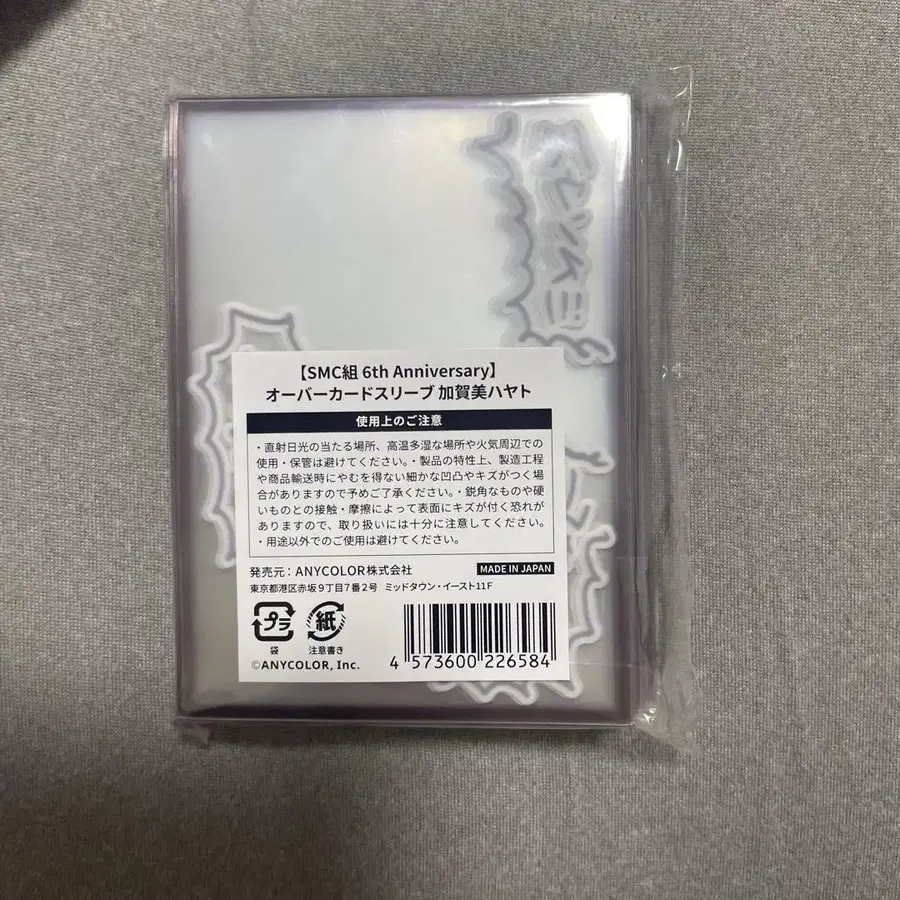 【SMC組 6th Anniversary】
オーバーカードスリーブ 加賀美ハヤト
使用上のご注意
・直射日光の当たる場所、高温多湿な場所や火気周辺での
使用・保管は避けてください。・製品の特性上、製造工程
や商品輸送時にやむを得ない細かな凹凸やキズがつく場
合がありますので予めご了承ください。・鋭角なものや硬
いものとの接触・摩擦によって表面にキズが付く恐れが
ありますので、取り扱いには十分に注意してください。
・用途以外でのご使用は避けてください。
発売元：ANYCOLOR株式会社
MADE IN JAPAN
東京都港区赤坂9丁目7番2号 ミッドタウン・イースト11F
プラ
紙
袋
注意書き
©ANYCOLOR, Inc.
4 573600 226584